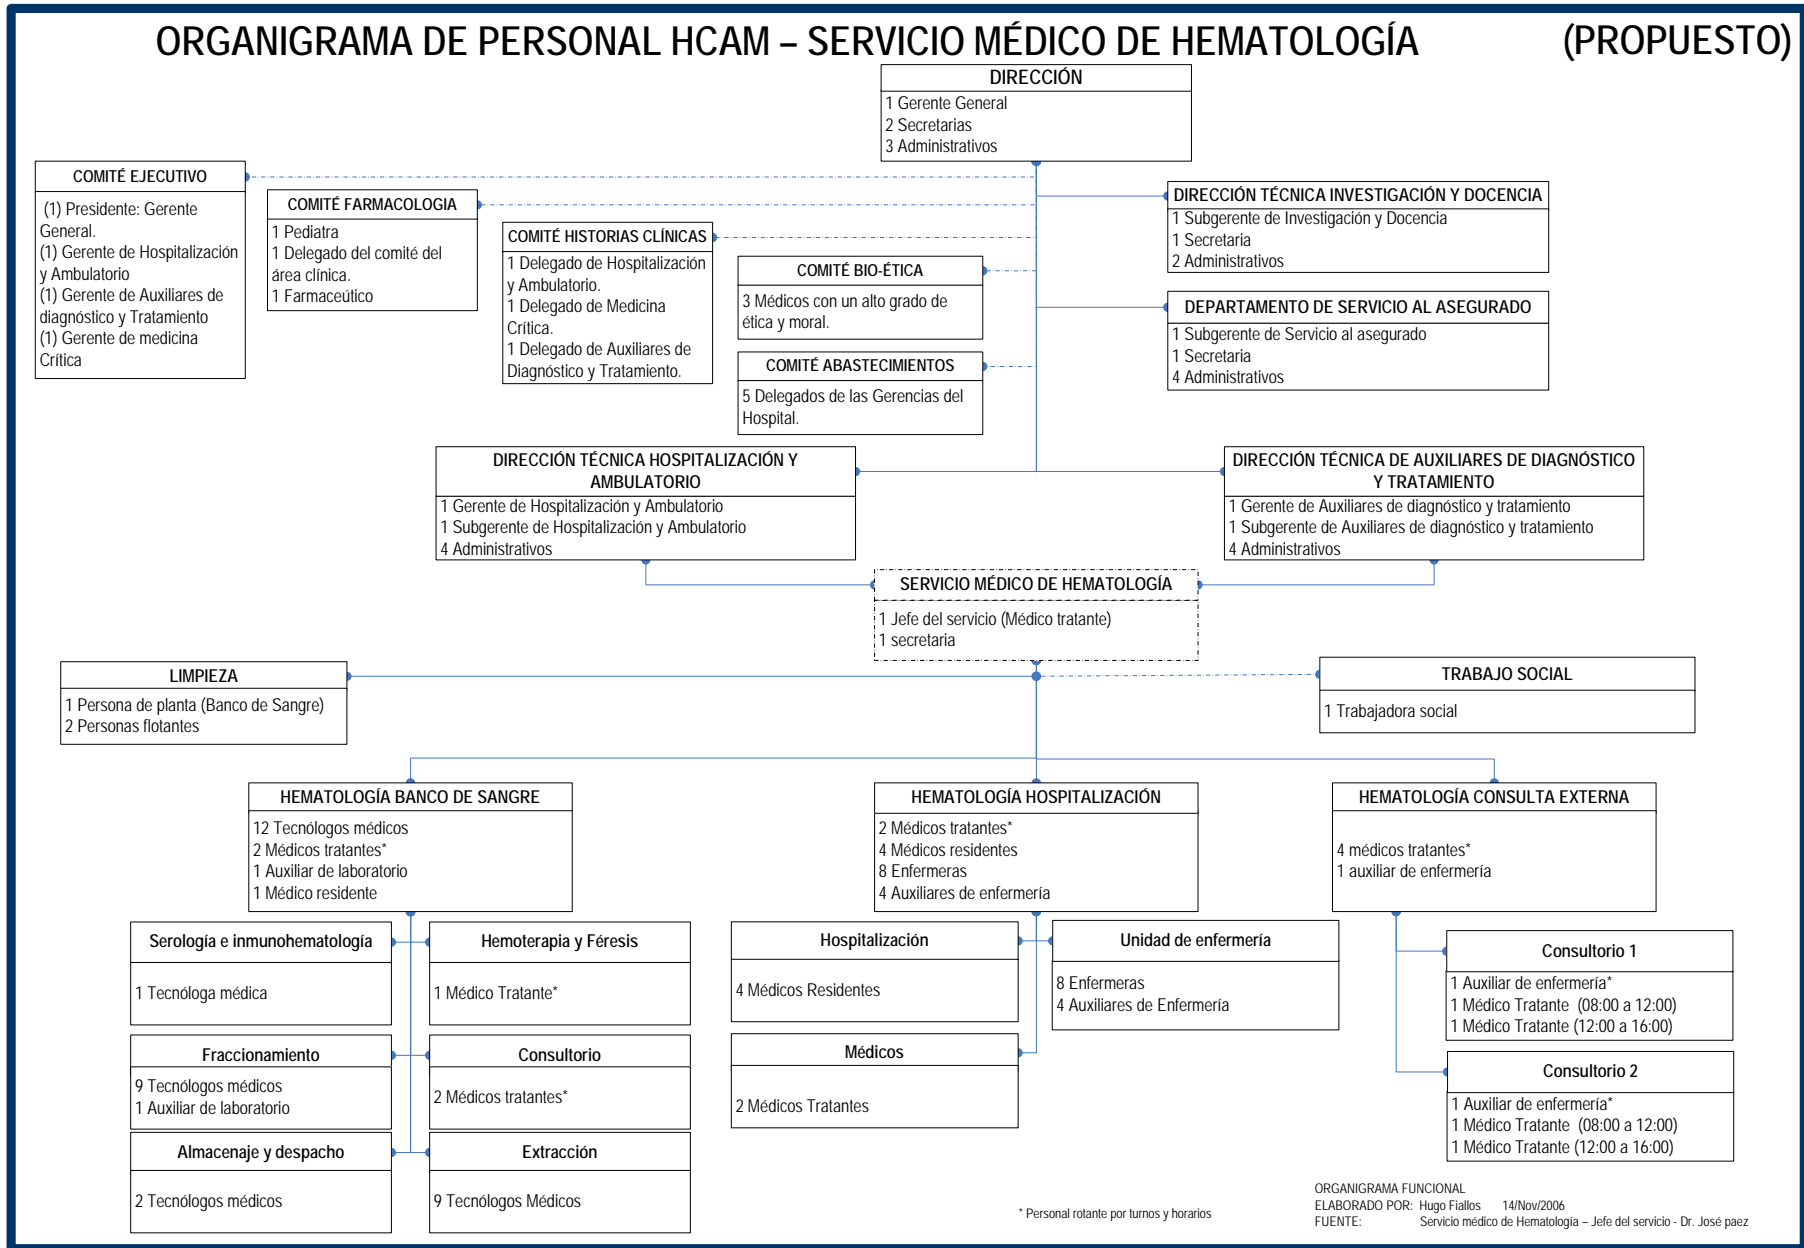 ORGANIGRAMA DE PERSONAL HCAM – SERVICIO MÉDICO DE HEMATOLOGÍA (PROPUESTO)
DIRECCIÓN
1 Gerente General
2 Secretarias
3 Administrativos
COMITÉ EJECUTIVO
(1) Presidente: Gerente
General.
(1) Gerente de Hospitalización
y Ambulatorio
(1) Gerente de Auxiliares de
diagnóstico y Tratamiento
(1) Gerente de medicina
Crítica
COMITÉ FARMACOLOGIA
1 Pediatra
1 Delegado del comité del
área clínica.
1 Farmaceútico
COMITÉ HISTORIAS CLÍNICAS
1 Delegado de Hospitalización
y Ambulatorio.
1 Delegado de Medicina
Crítica.
1 Delegado de Auxiliares de
Diagnóstico y Tratamiento.
COMITÉ BIO-ÉTICA
3 Médicos con un alto grado de
ética y moral.
COMITÉ ABASTECIMIENTOS
5 Delegados de las Gerencias del
Hospital.
DIRECCIÓN TÉCNICA INVESTIGACIÓN Y DOCENCIA
1 Subgerente de Investigación y Docencia
1 Secretaria
2 Administrativos
DEPARTAMENTO DE SERVICIO AL ASEGURADO
1 Subgerente de Servicio al asegurado
1 Secretaria
4 Administrativos
DIRECCIÓN TÉCNICA HOSPITALIZACIÓN Y
AMBULATORIO
1 Gerente de Hospitalización y Ambulatorio
1 Subgerente de Hospitalización y Ambulatorio
4 Administrativos
DIRECCIÓN TÉCNICA DE AUXILIARES DE DIAGNÓSTICO
Y TRATAMIENTO
1 Gerente de Auxiliares de diagnóstico y tratamiento
1 Subgerente de Auxiliares de diagnóstico y tratamiento
4 Administrativos
SERVICIO MÉDICO DE HEMATOLOGÍA
1 Jefe del servicio (Médico tratante)
1 secretaria
LIMPIEZA
1 Persona de planta (Banco de Sangre)
2 Personas flotantes
TRABAJO SOCIAL
1 Trabajadora social
HEMATOLOGÍA BANCO DE SANGRE
12 Tecnólogos médicos
2 Médicos tratantes*
1 Auxiliar de laboratorio
1 Médico residente
HEMATOLOGÍA HOSPITALIZACIÓN
2 Médicos tratantes*
4 Médicos residentes
8 Enfermeras
4 Auxiliares de enfermería
HEMATOLOGÍA CONSULTA EXTERNA
4 médicos tratantes*
1 auxiliar de enfermería
Serología e inmunohematología
1 Tecnóloga médica
Hemoterapia y Féresis
1 Médico Tratante*
Fraccionamiento
9 Tecnólogos médicos
1 Auxiliar de laboratorio
Consultorio
2 Médicos tratantes*
Almacenaje y despacho
2 Tecnólogos médicos
Extracción
9 Tecnólogos Médicos
Hospitalización
4 Médicos Residentes
Unidad de enfermería
8 Enfermeras
4 Auxiliares de Enfermería
Médicos
2 Médicos Tratantes
Consultorio 1
1 Auxiliar de enfermería*
1 Médico Tratante (08:00 a 12:00)
1 Médico Tratante (12:00 a 16:00)
Consultorio 2
1 Auxiliar de enfermería*
1 Médico Tratante (08:00 a 12:00)
1 Médico Tratante (12:00 a 16:00)
* Personal rotante por turnos y horarios
ORGANIGRAMA FUNCIONAL
ELABORADO POR: Hugo Fiallos 14/Nov/2006
FUENTE: Servicio médico de Hematología – Jefe del servicio - Dr. José paez